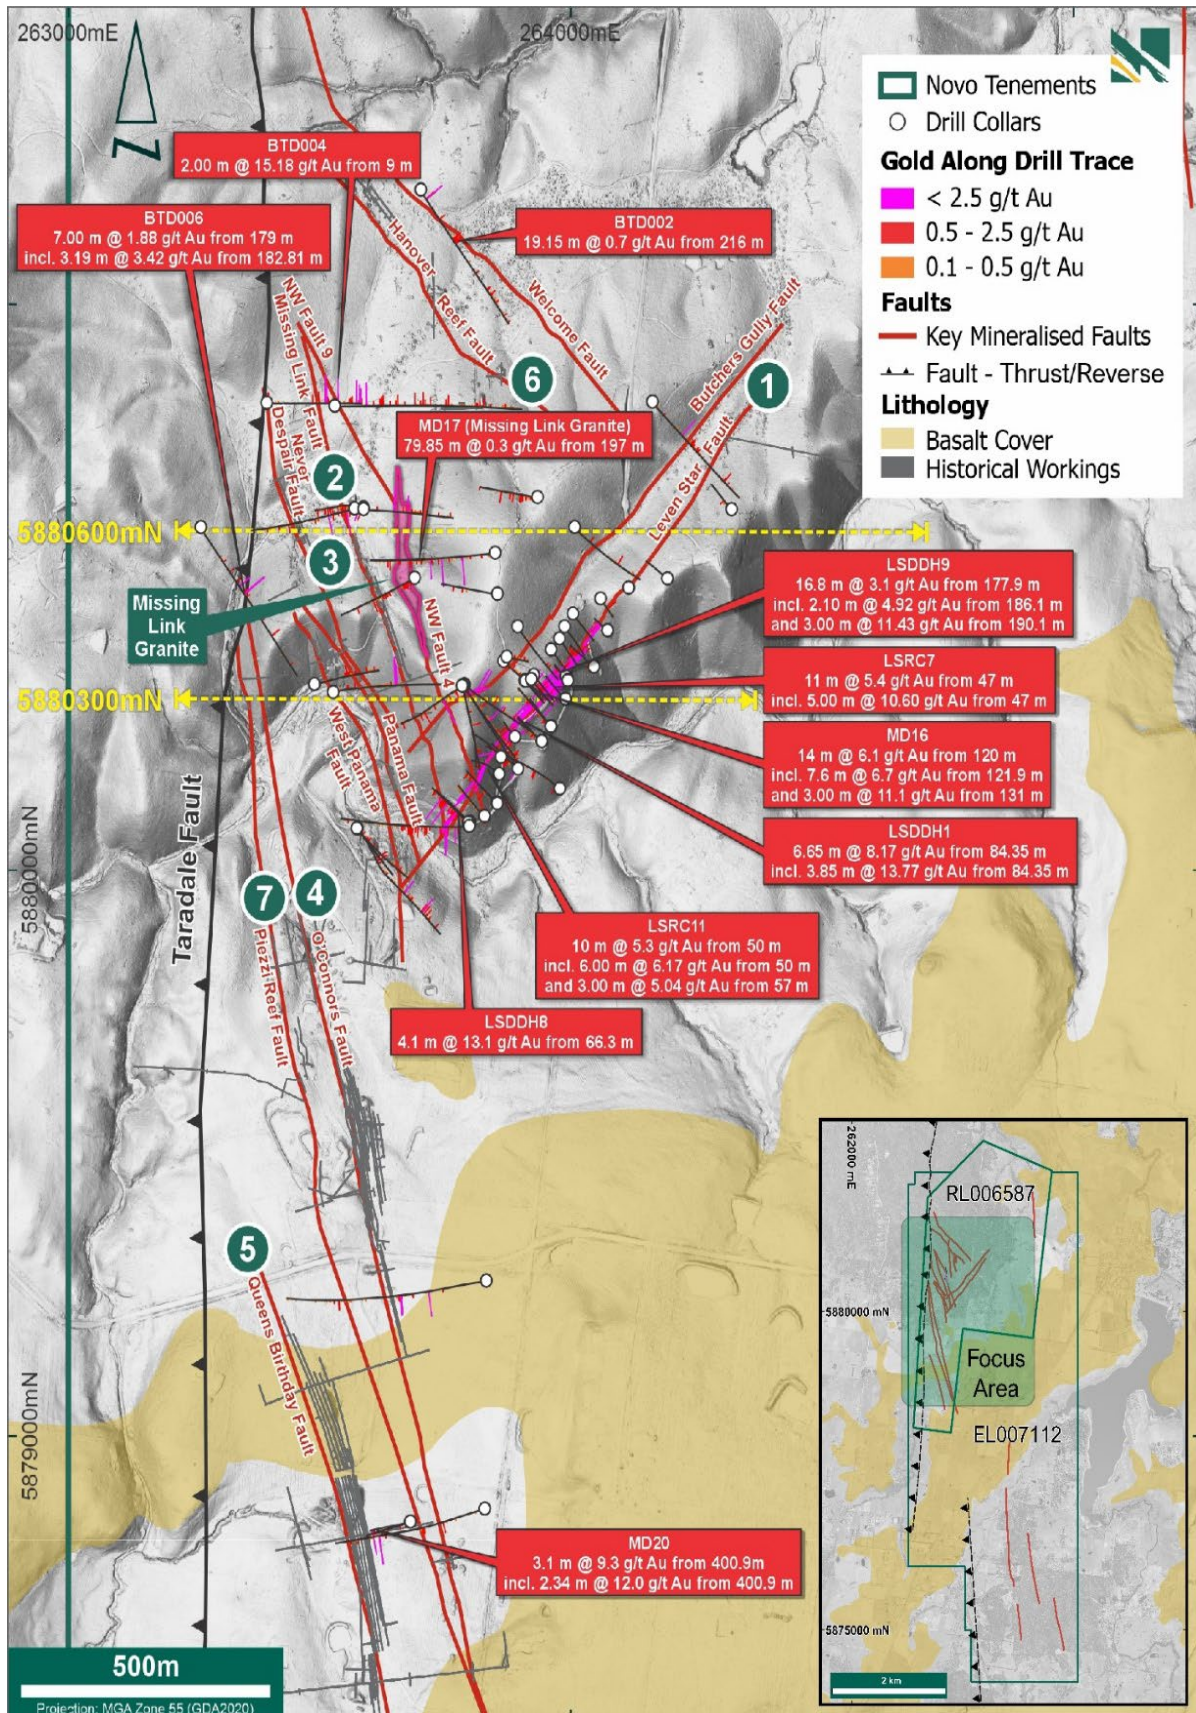 263000mE
264000mE
Z
Novo Tenements
Drill Collars
Gold Along Drill Trace
< 2.5 g/t Au
0.5 - 2.5 g/t Au
0.1 - 0.5 g/t Au
Faults
Key Mineralised Faults
Fault - Thrust/Reverse
Lithology
Basalt Cover
Historical Workings
BTD004
2.00 m @ 15.18 g/t Au from 9 m
BTD006
7.00 m @ 1.88 g/t Au from 179 m
incl. 3.19 m @ 3.42 g/t Au from 182.81 m
BTD002
19.15 m @ 0.7 g/t Au from 216 m
Hanover Reef Fault
Welcome Fault
Butchers Gully Fault
Leven Star Fault
NW Fault 9
Missing Link Fault
Never Despair Fault
6
1
MD17 (Missing Link Granite)
79.85 m @ 0.3 g/t Au from 197 m
2
5880600mN
3
Missing
Link
Granite
NW Fault 4
LSDDH9
16.8 m @ 3.1 g/t Au from 177.9 m
incl. 2.10 m @ 4.92 g/t Au from 186.1 m
and 3.00 m @ 11.43 g/t Au from 190.1 m
5880300mN
LSRC7
11 m @ 5.4 g/t Au from 47 m
incl. 5.00 m @ 10.60 g/t Au from 47 m
West Panama
Fault
Panama Fault
MD16
14 m @ 6.1 g/t Au from 120 m
incl. 7.6 m @ 6.7 g/t Au from 121.9 m
and 3.00 m @ 11.1 g/t Au from 131 m
LSDDH1
6.65 m @ 8.17 g/t Au from 84.35 m
incl. 3.85 m @ 13.77 g/t Au from 84.35 m
Taradale Fault
5880000mN
7
4
Piezzi Reef Fault
O'Connors Fault
LSRC11
10 m @ 5.3 g/t Au from 50 m
incl. 6.00 m @ 6.17 g/t Au from 50 m
and 3.00 m @ 5.04 g/t Au from 57 m
LSDDH8
4.1 m @ 13.1 g/t Au from 66.3 m
5
Queens Birthday Fault
5879000mN
MD20
3.1 m @ 9.3 g/t Au from 400.9m
incl. 2.34 m @ 12.0 g/t Au from 400.9 m
262000 mE
RL006587
5880000 mN
Focus
Area
EL007112
5875000 mN
2 km
500m
Projection: MGA Zone 55 (GDA2020)